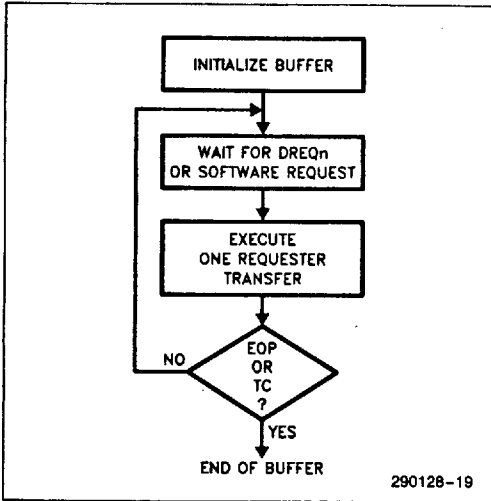 INITIALIZE BUFFER
WAIT FOR DREQn
OR SOFTWARE REQUEST
EXECUTE
ONE REQUESTER
TRANSFER
EOP
OR
TC
?
NO
YES
END OF BUFFER
290128-19